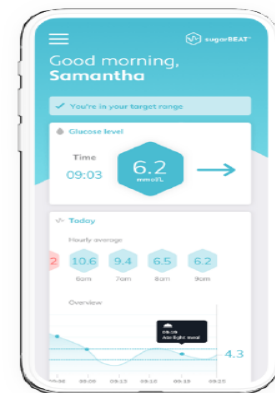 sugarBEAT
Good morning,
Samantha
You're in your target range
Glucose level
Time
09:03
6.2
mmol/L
Today
Hourly average
2 10.6 9.4 6.5 6.2
6am 7am 8am 9am
Overview
4.3